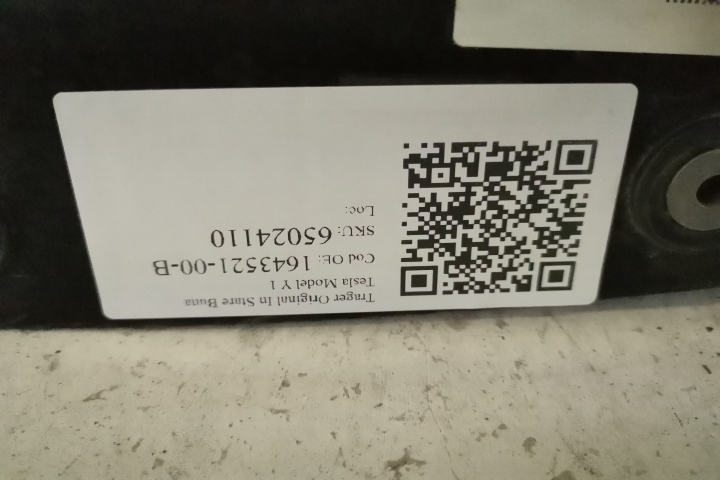 Trager Original In Stare Buna
Tesla Model Y 1
Cod OE: 1643521-00-B
SKU: 65024110
Loc: